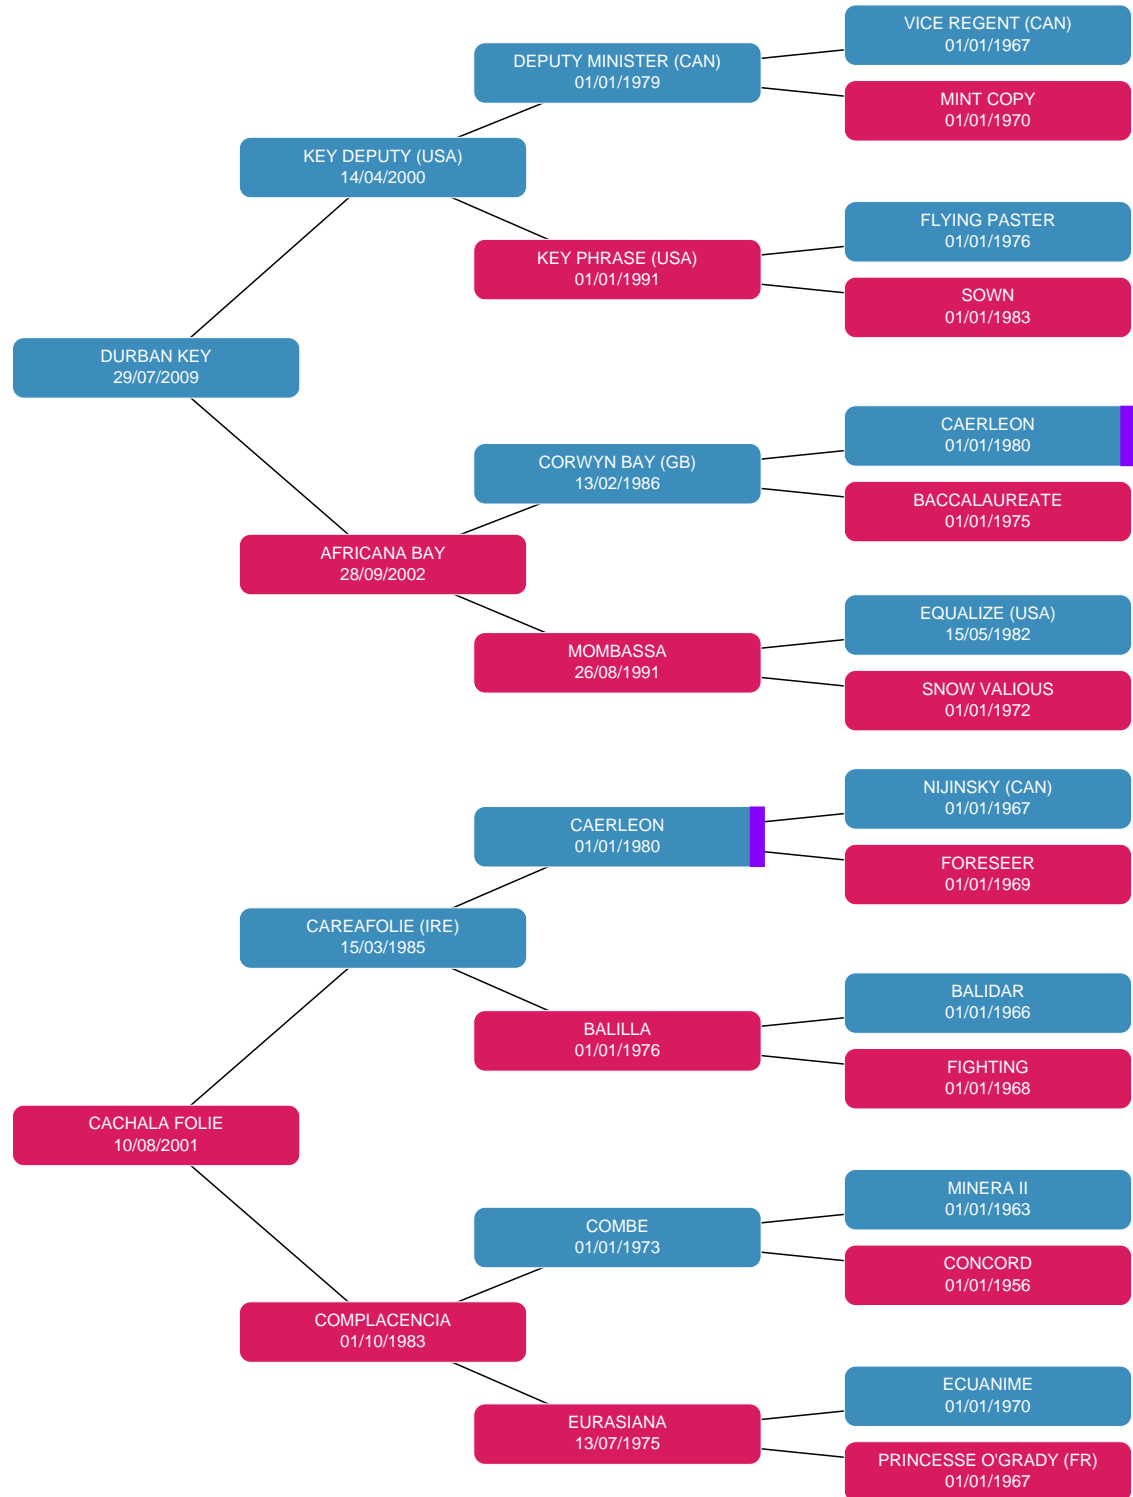 VICE REGENT (CAN)
01/01/1967
DEPUTY MINISTER (CAN)
01/01/1979
MINT COPY
01/01/1970
KEY DEPUTY (USA)
14/04/2000
FLYING PASTER
01/01/1976
KEY PHRASE (USA)
01/01/1991
SOWN
01/01/1983
DURBAN KEY
29/07/2009
CAERLEON
01/01/1980
CORWYN BAY (GB)
13/02/1986
BACCALAUREATE
01/01/1975
AFRICANA BAY
28/09/2002
EQUALIZE (USA)
15/05/1982
MOMBASSA
26/08/1991
SNOW VALIOUS
01/01/1972
NIJINSKY (CAN)
01/01/1967
CAERLEON
01/01/1980
FORESEER
01/01/1969
CAREAFOLIE (IRE)
15/03/1985
BALIDAR
01/01/1966
BALILLA
01/01/1976
FIGHTING
01/01/1968
CACHALA FOLIE
10/08/2001
MINERA II
01/01/1963
COMBE
01/01/1973
CONCORD
01/01/1956
COMPLACENCIA
01/10/1983
ECUANIME
01/01/1970
EURASIANA
13/07/1975
PRINCESSE O'GRADY (FR)
01/01/1967